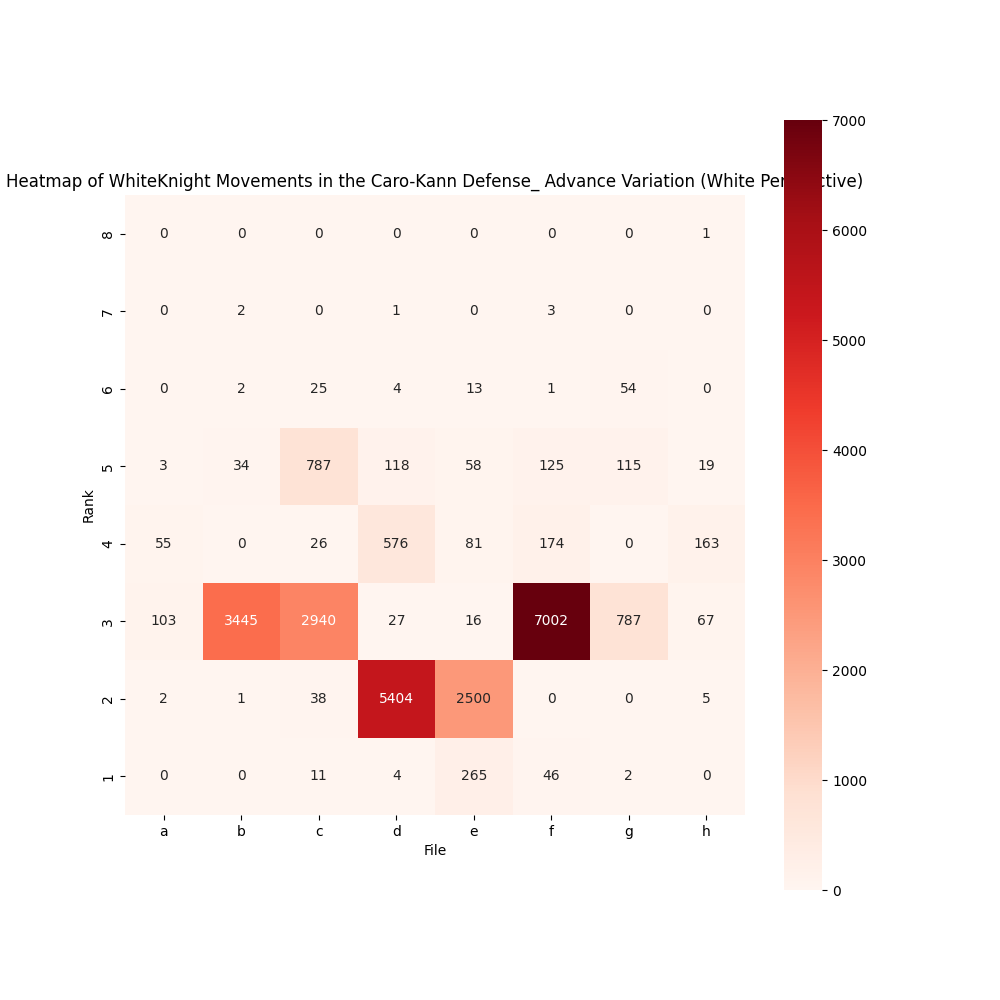 7000
Heatmap of WhiteKnight Movements in the Caro-Kann Defense_ Advance Variation (White Per ctive)
8 0 0 0 0 0 0 0 1
6000
7 0 2 0 1 0 3 0 0
6 0 2 25 4 13 1 54 0
5000
5 3 34 787 118 58 125 115 19
4000
Rank
4 55 0 26 576 81 174 0 163
3000
3 103 3445 2940 27 16 7002 787 67
2000
2 2 1 38 5404 2500 0 0 5
1000
1 0 0 11 4 265 46 2 0
a b c d e f g h
File
0